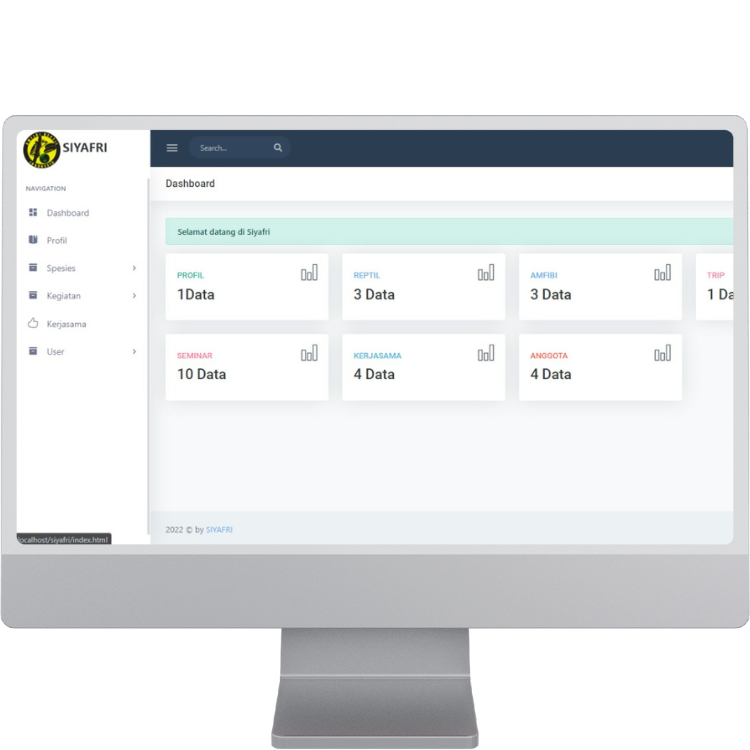 SIYAFRI
Search...
NAVIGATION
Dashboard
Profil
Spesies
Kegiatan
Kerjasama
User
Dashboard
Selamat datang di Siyafri
PROFIL
1Data
REPTIL
3 Data
AMFIBI
3 Data
TRIP
1 Da
SEMINAR
10 Data
KERJASAMA
4 Data
ANGGOTA
4 Data
2022 © by SIYAFRI
localhost/siyafri/index.html